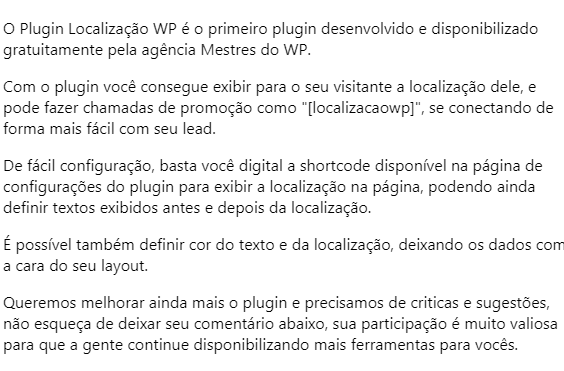 O Plugin Localização WP é o primeiro plugin desenvolvido e disponibilizado
gratuitamente pela agência Mestres do WP.
Com o plugin você consegue exibir para o seu visitante a localização dele, e
pode fazer chamadas de promoção como "[localizacaowp]", se conectando de
forma mais fácil com seu lead.
De fácil configuração, basta você digital a shortcode disponível na página de
configurações do plugin para exibir a localização na página, podendo ainda
definir textos exibidos antes e depois da localização.
É possível também definir cor do texto e da localização, deixando os dados com
a cara do seu layout.
Queremos melhorar ainda mais o plugin e precisamos de criticas e sugestões,
não esqueça de deixar seu comentário abaixo, sua participação é muito valiosa
para que a gente continue disponibilizando mais ferramentas para vocês.